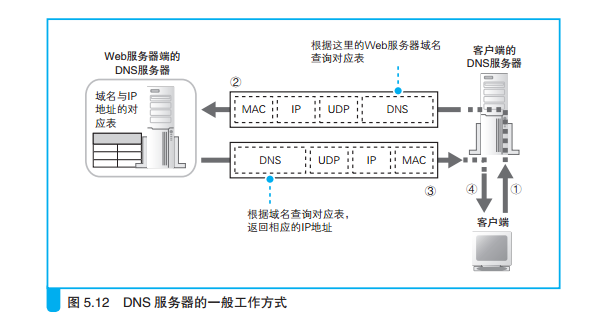 根据这里的Web服务器域名
查询对应表
客户端的
DNS服务器
Web服务器端的
DNS服务器
域名与IP
地址的对
应表
②
MAC IP UDP DNS
DNS UDP IP MAC
③
④ ①
根据域名查询对应表，
返回相应的IP地址
客户端
图 5.12 DNS 服务器的一般工作方式